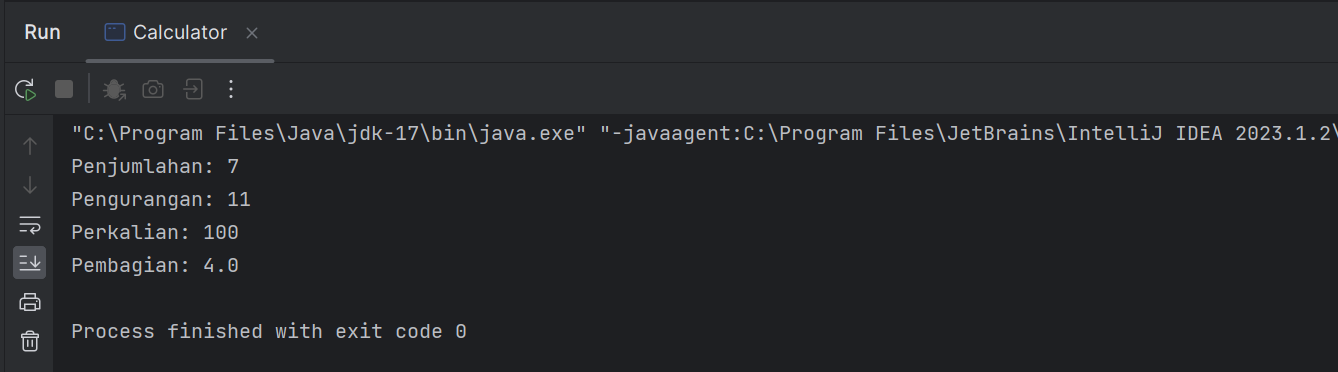 Run Calculator
"C:\Program Files\Java\jdk-17\bin\java.exe" "-javaagent:C:\Program Files\JetBrains\IntelliJ IDEA 2023.1.2\
Penjumlahan: 7
Pengurangan: 11
Perkalian: 100
Pembagian: 4.0
Process finished with exit code 0